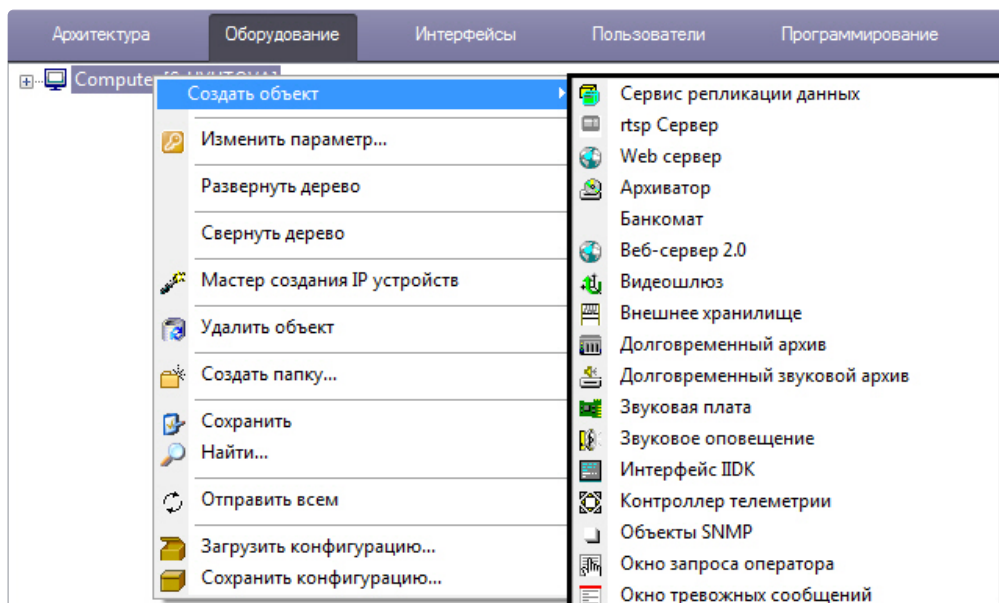 Архитектура Оборудование Интерфейсы Пользователи Программирование
Computer
Создать объект
Изменить параметр...
Развернуть дерево
Свернуть дерево
Мастер создания IP устройств
Удалить объект
Создать папку...
Сохранить
Найти...
Отправить всем
Загрузить конфигурацию...
Сохранить конфигурацию...
Сервис репликации данных
rtsp Сервер
Web сервер
Архиватор
Банкомат
Веб-сервер 2.0
Видеошлюз
Внешнее хранилище
Долговременный архив
Долговременный звуковой архив
Звуковая плата
Звуковое оповещение
Интерфейс IIDK
Контроллер телеметрии
Объекты SNMP
Окно запроса оператора
Окно тревожных сообщений